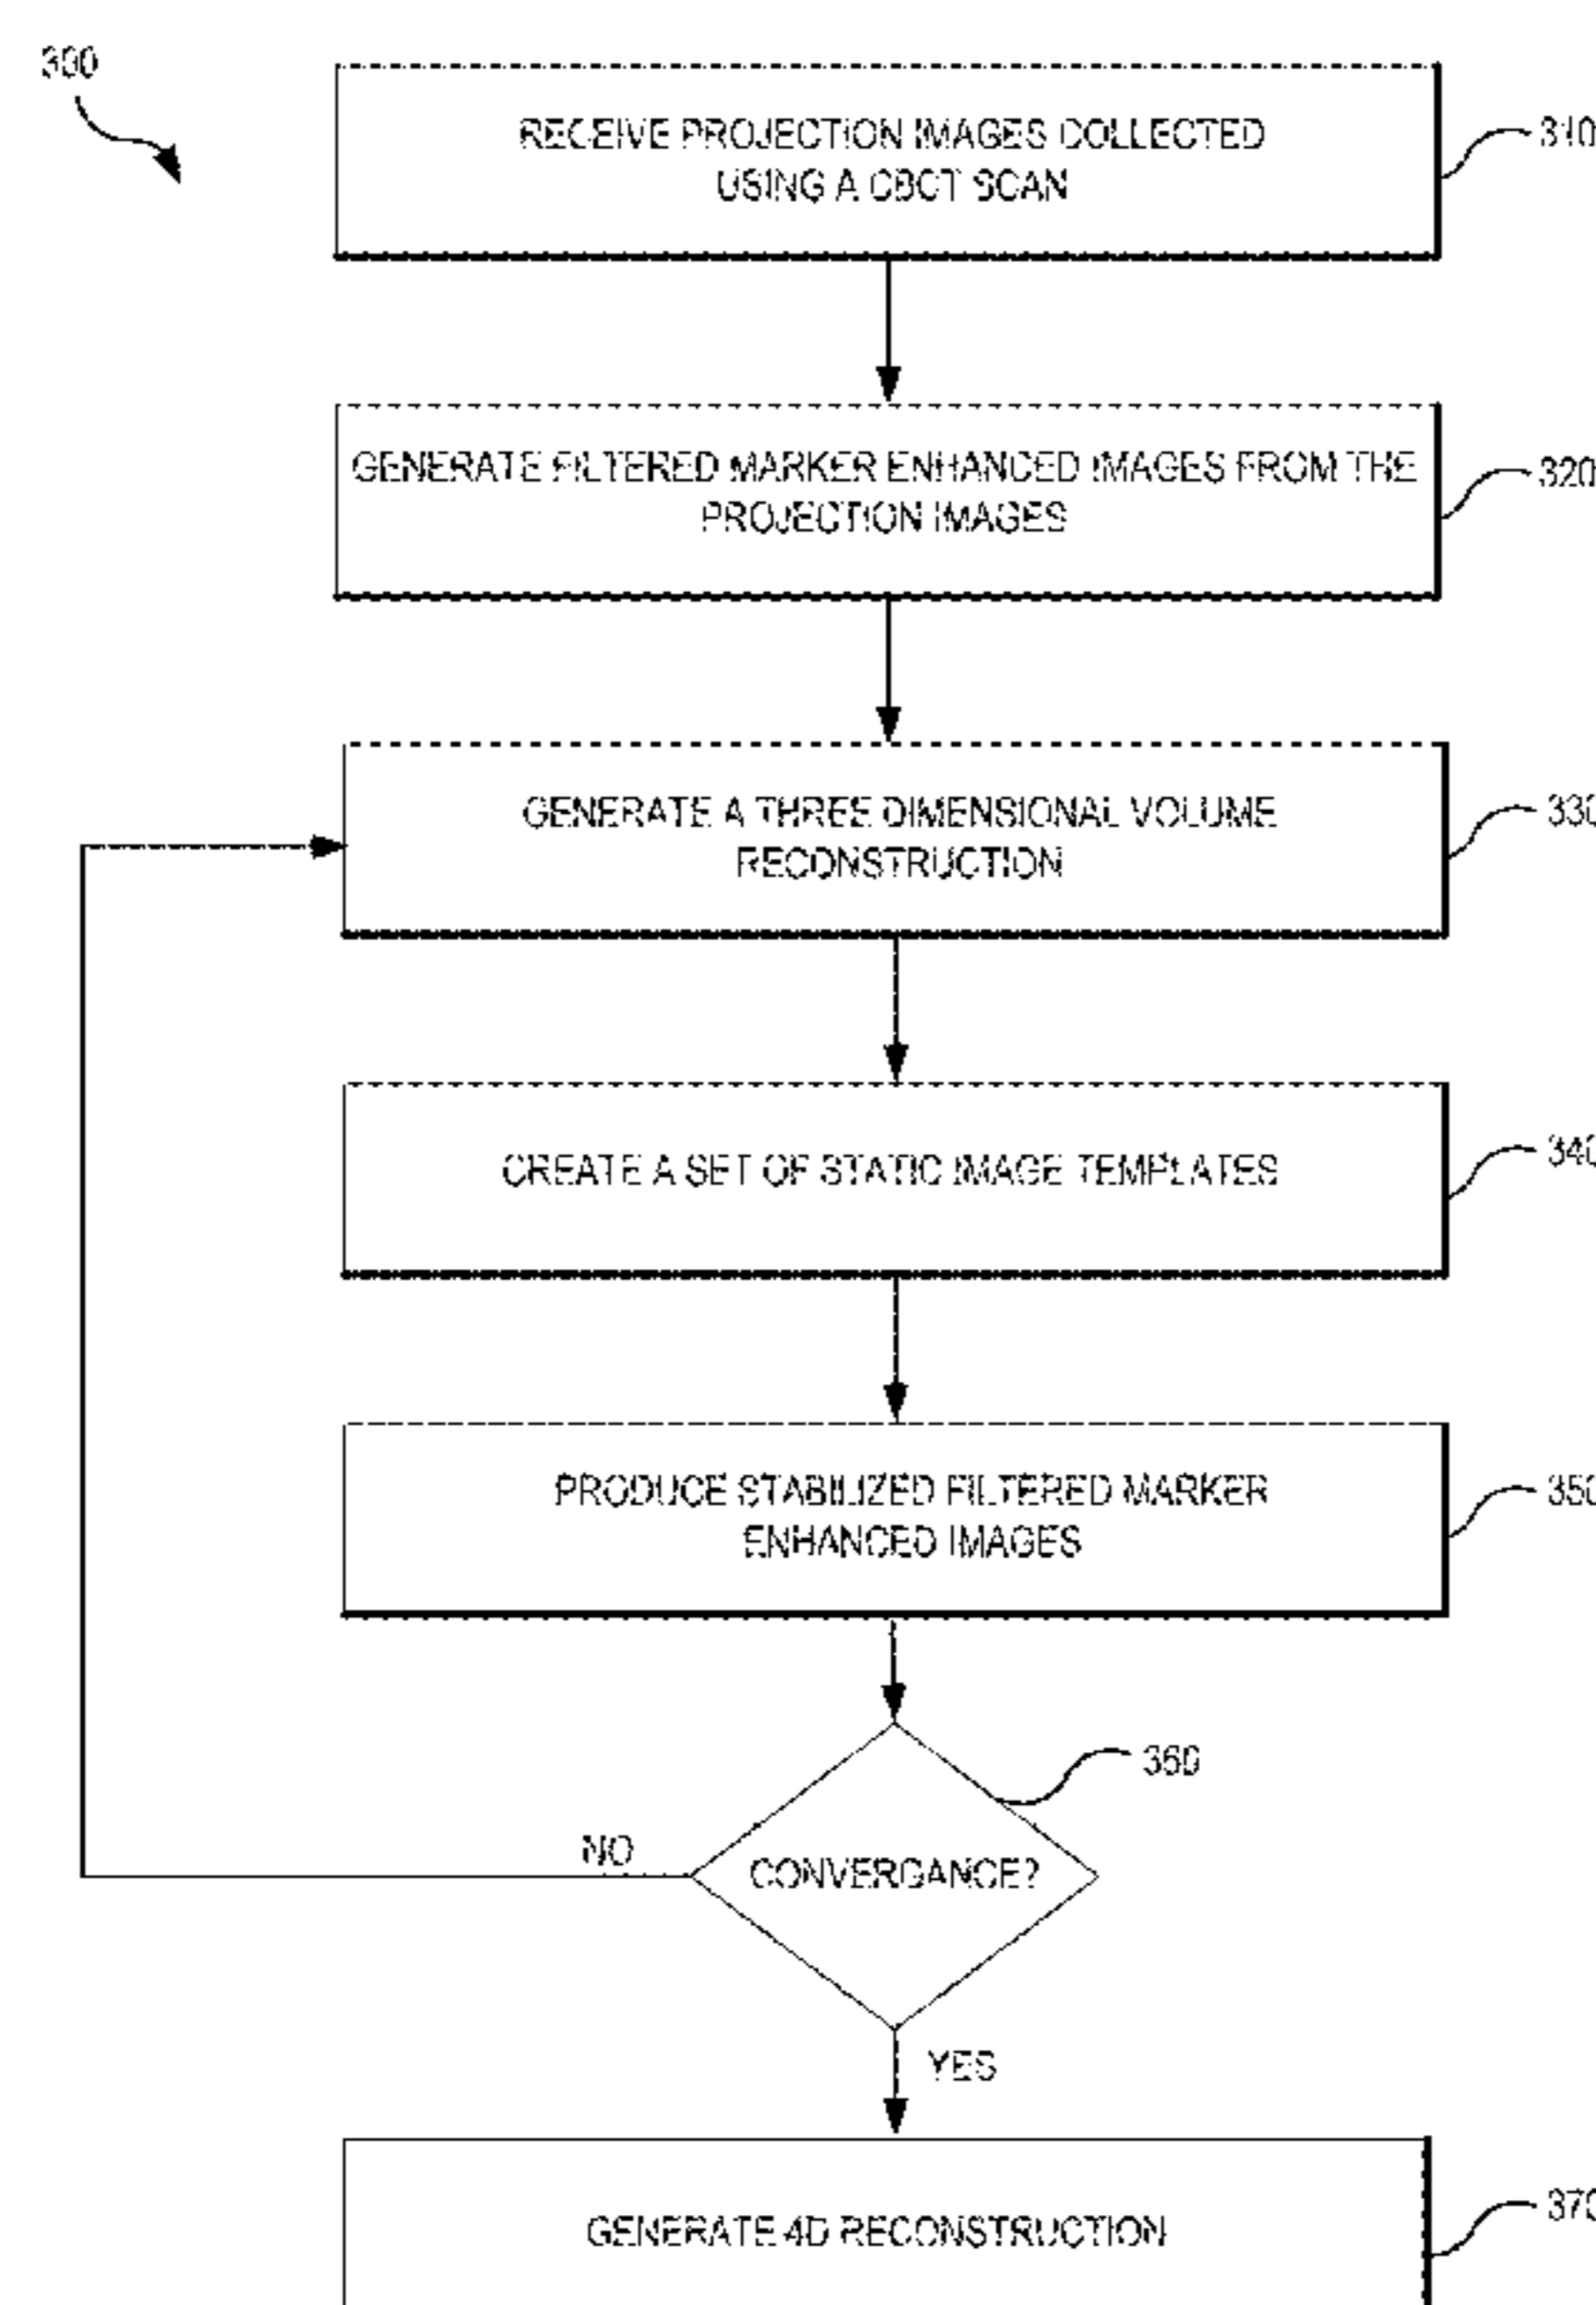 300
RECEIVE PROJECTION IMAGES COLLECTED
USING A CBCT SCAN
310
GENERATE FILTERED MARKER ENHANCED IMAGES FROM THE
PROJECTION IMAGES
320
GENERATE A THREE DIMENSIONAL VOLUME
RECONSTRUCTION
330
CREATE A SET OF STATIC IMAGE TEMPLATES
340
PRODUCE STABILIZED FILTERED MARKER
ENHANCED IMAGES
350
360
NO
CONVERGANCE?
YES
GENERATE 4D RECONSTRUCTION
370